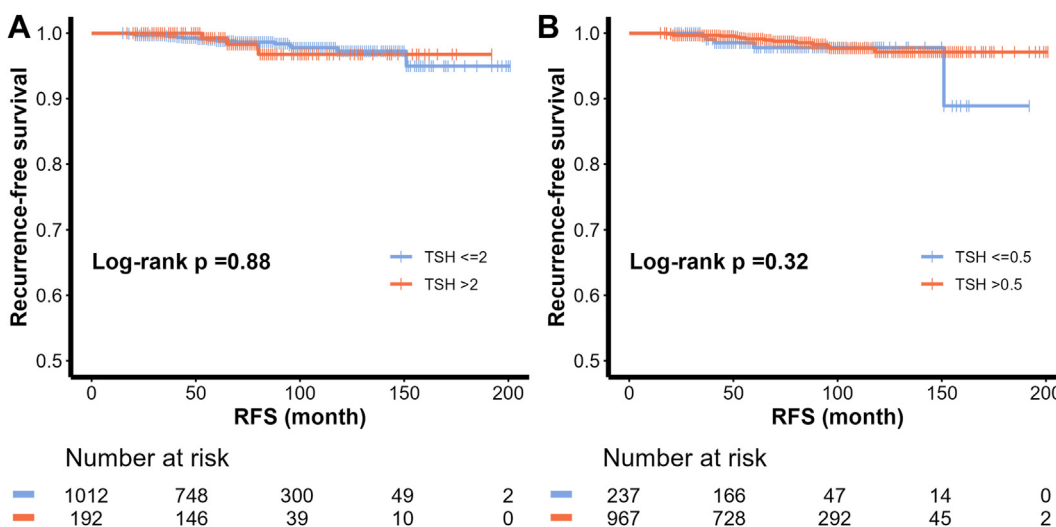 A
Recurrence-free survival
1.0
0.9
0.8
0.7
0.6
0.5
Log-rank p =0.88
TSH <=2
TSH >2
0 50 100 150 200
RFS (month)
Number at risk
1012 748 300 49 2
192 146 39 10 0
B
Recurrence-free survival
1.0
0.9
0.8
0.7
0.6
0.5
Log-rank p =0.32
TSH <=0.5
TSH >0.5
0 50 100 150 200
RFS (month)
Number at risk
237 166 47 14 0
967 728 292 45 2